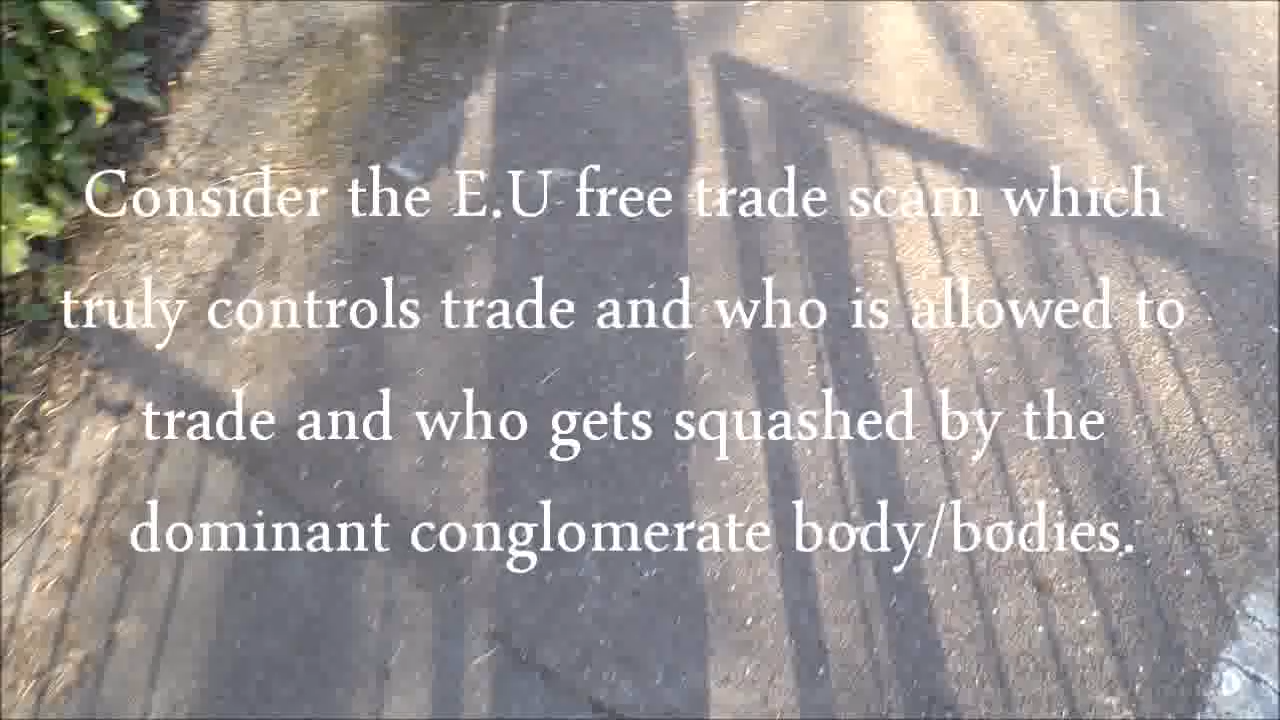 Consider the E.U free trade scam which
truly controls trade and who is allowed to
trade and who gets squashed by the
dominant conglomerate body/bodies.